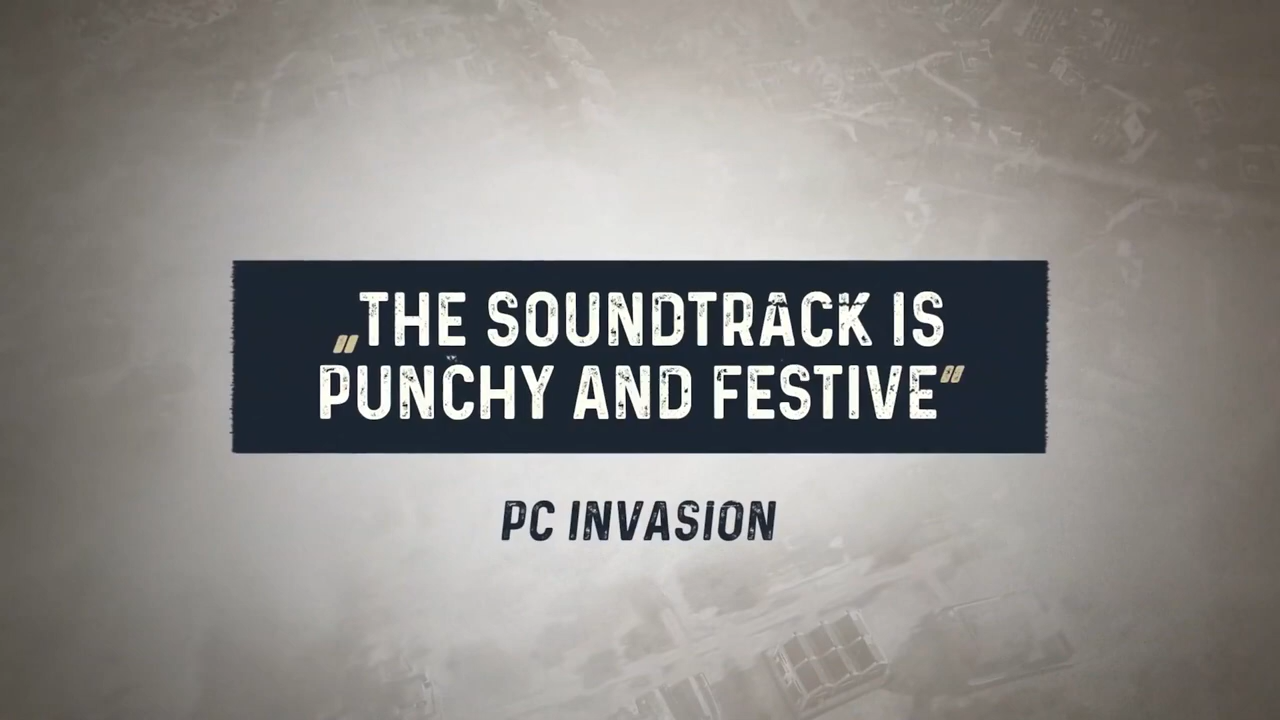 „THE SOUNDTRACK IS
PUNCHY AND FESTIVE“
PC INVASION